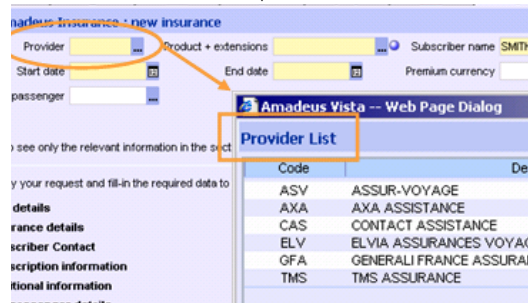 madeus Insurance : new insurance
Provider ... Product + extensions ... Subscriber name SMITH
Start date End date Premium currency
passenger ...
Amadeus Vista -- Web Page Dialog
see only the relevant information in the sect
Provider List
Code De
y your request and fill-in the required data to
ASV ASSUR-VOYAGE
details
AXA AXA ASSISTANCE
rance details
CAS CONTACT ASSISTANCE
scriber Contact
ELV ELVIA ASSURANCES VOYAG
scription information
GFA GENERALI FRANCE ASSURAN
itional information
TMS TMS ASSURANCE